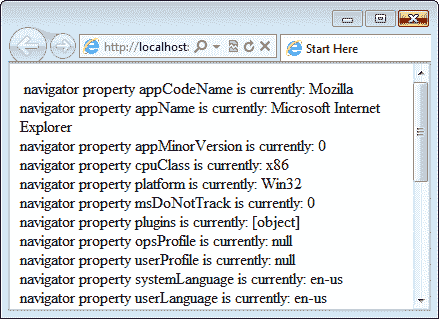 http://localhost:
Start Here
navigator property appCodeName is currently: Mozilla
navigator property appName is currently: Microsoft Internet
Explorer
navigator property appMinorVersion is currently: 0
navigator property cpuClass is currently: x86
navigator property platform is currently: Win32
navigator property msDoNotTrack is currently: 0
navigator property plugins is currently: [object]
navigator property opsProfile is currently: null
navigator property userProfile is currently: null
navigator property systemLanguage is currently: en-us
navigator property userLanguage is currently: en-us